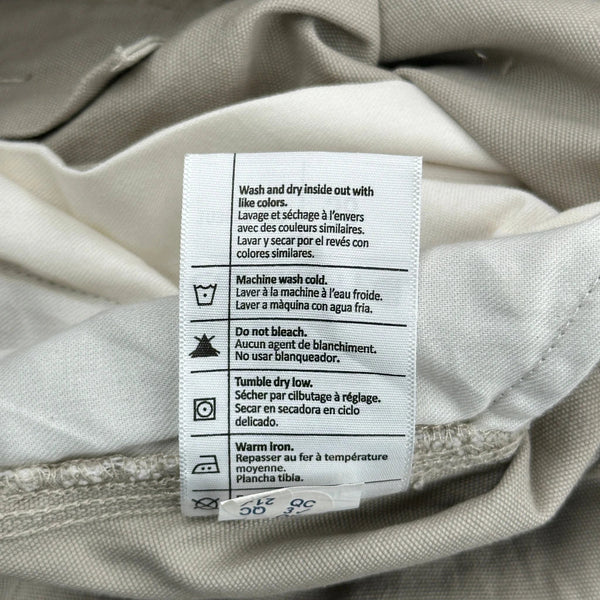 Wash and dry inside out with
like colors.
Lavage et séchage à l'envers
avec des couleurs similaires.
Lavar y secar por el revés con
colores similares.
Machine wash cold.
Laver à la machine à l'eau froide.
Laver a màquina con agua fria.
Do not bleach.
Aucun agent de blanchiment.
No usar blanqueador.
Tumble dry low.
Sécher par cilbutage à réglage.
Secar en secadora en ciclo
delicado.
Warm iron.
Repasser au fer à température
moyenne.
Plancha tibia.
QC